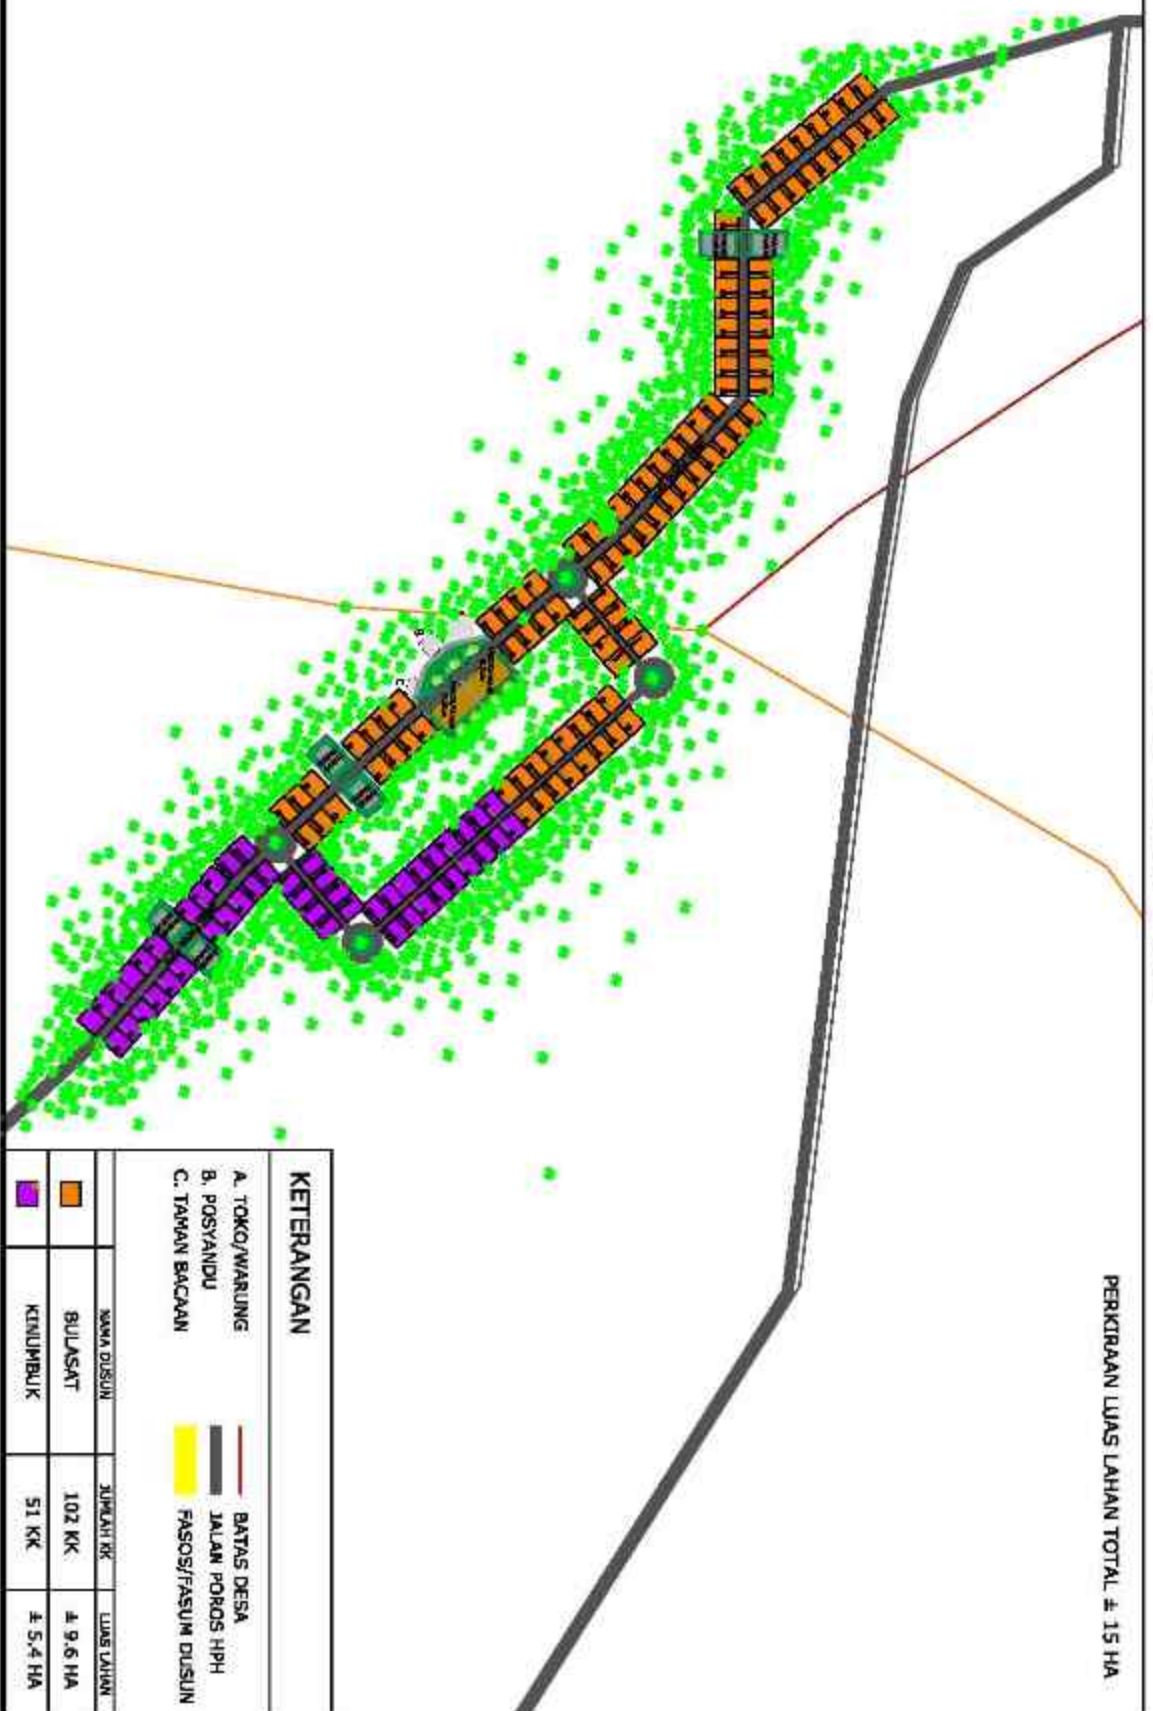 PERKIRAAN LUAS LAHAN TOTAL ± 15 HA
KETERANGAN
A. TOKO/WARUNG
B. POSYANDU
C. TAMAN BACAAN
BATAS DESA
JALAN POROS HPH
FASOS/FASUM DUSUN
NAMA DUSUN JUMLAH KK LUAS LAHAN
BULASAT 102 KK ± 9.6 HA
KINUMBUK 51 KK ± 5.4 HA